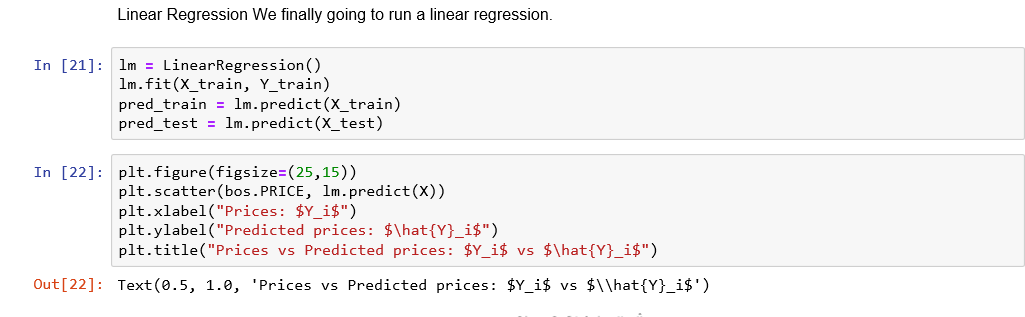 Linear Regression We finally going to run a linear regression.
In [21]: lm = LinearRegression()
lm.fit(X_train, Y_train)
pred_train = lm.predict(X_train)
pred_test = lm.predict(X_test)
In [22]: plt.figure(figsize=(25,15))
plt.scatter(bos.PRICE, lm.predict(X))
plt.xlabel("Prices: $Y_i$")
plt.ylabel("Predicted prices: $\hat{Y}_i$")
plt.title("Prices vs Predicted prices: $Y_i$ vs $\hat{Y}_i$")
Out[22]: Text(0.5, 1.0, 'Prices vs Predicted prices: $Y_i$ vs $\\hat{Y}_i$')